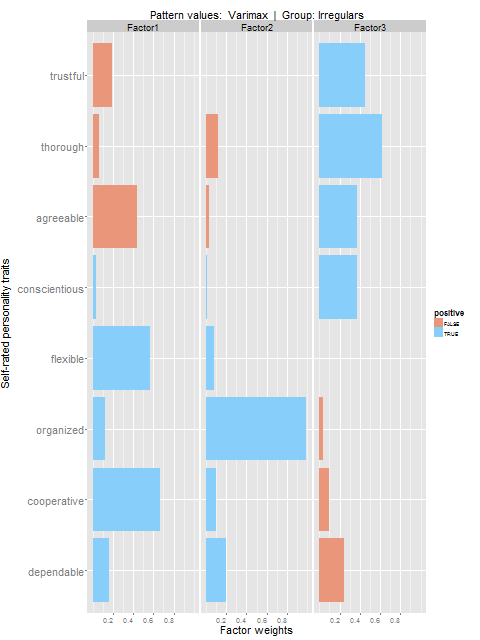 Pattern values: Varimax | Group: Irregulars
Factor1 Factor2 Factor3
trustful
thorough
agreeable
conscientious
flexible
organized
cooperative
dependable
Self-rated personality traits
0.2 0.4 0.6 0.8 0.2 0.4 0.6 0.8 0.2 0.4 0.6 0.8
Factor weights
positive
FALSE
TRUE